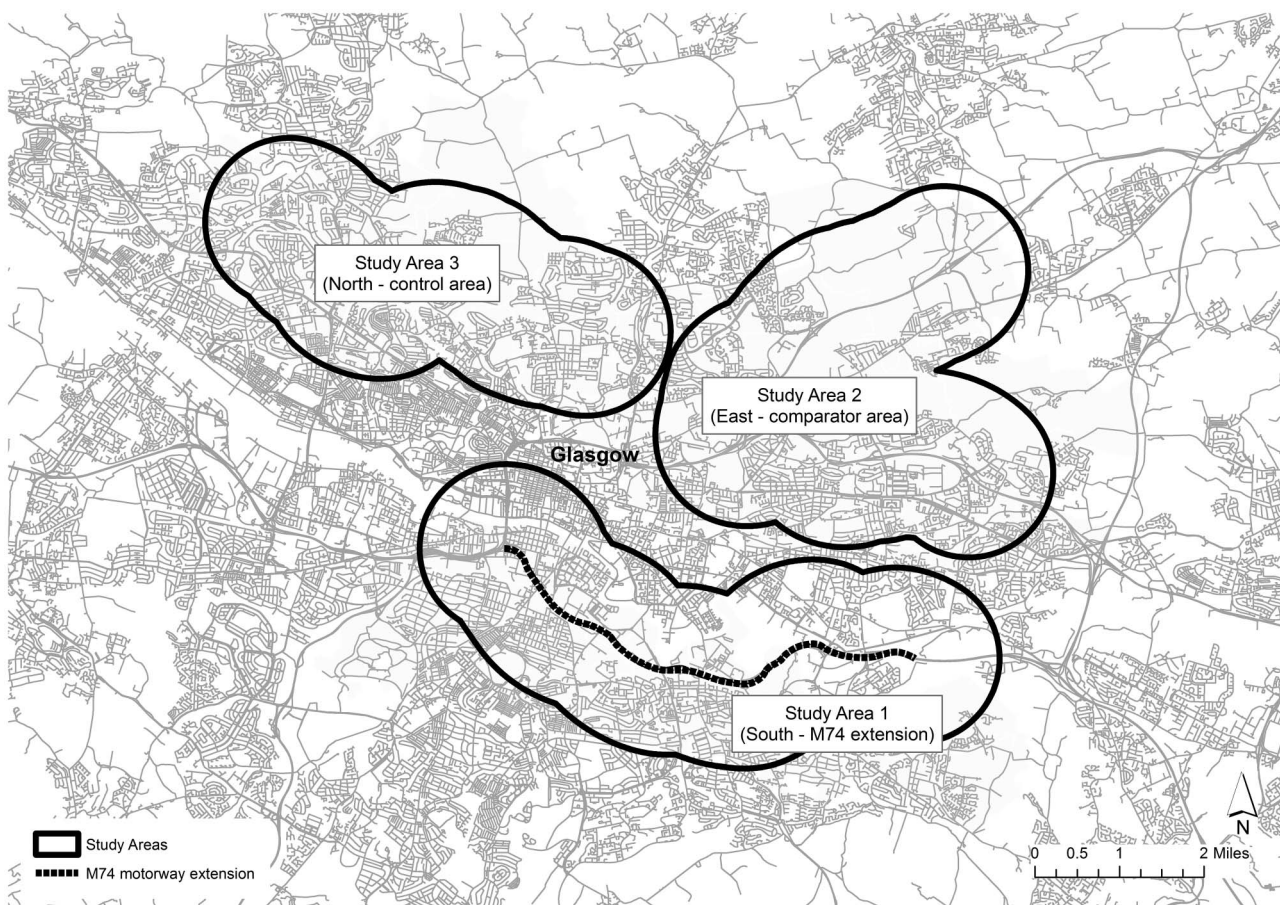 Study Area 3
(North - control area)
Study Area 2
(East - comparator area)
Glasgow
Study Area 1
(South - M74 extension)
Study Areas
M74 motorway extension
N
0 0.5 1 2 Miles